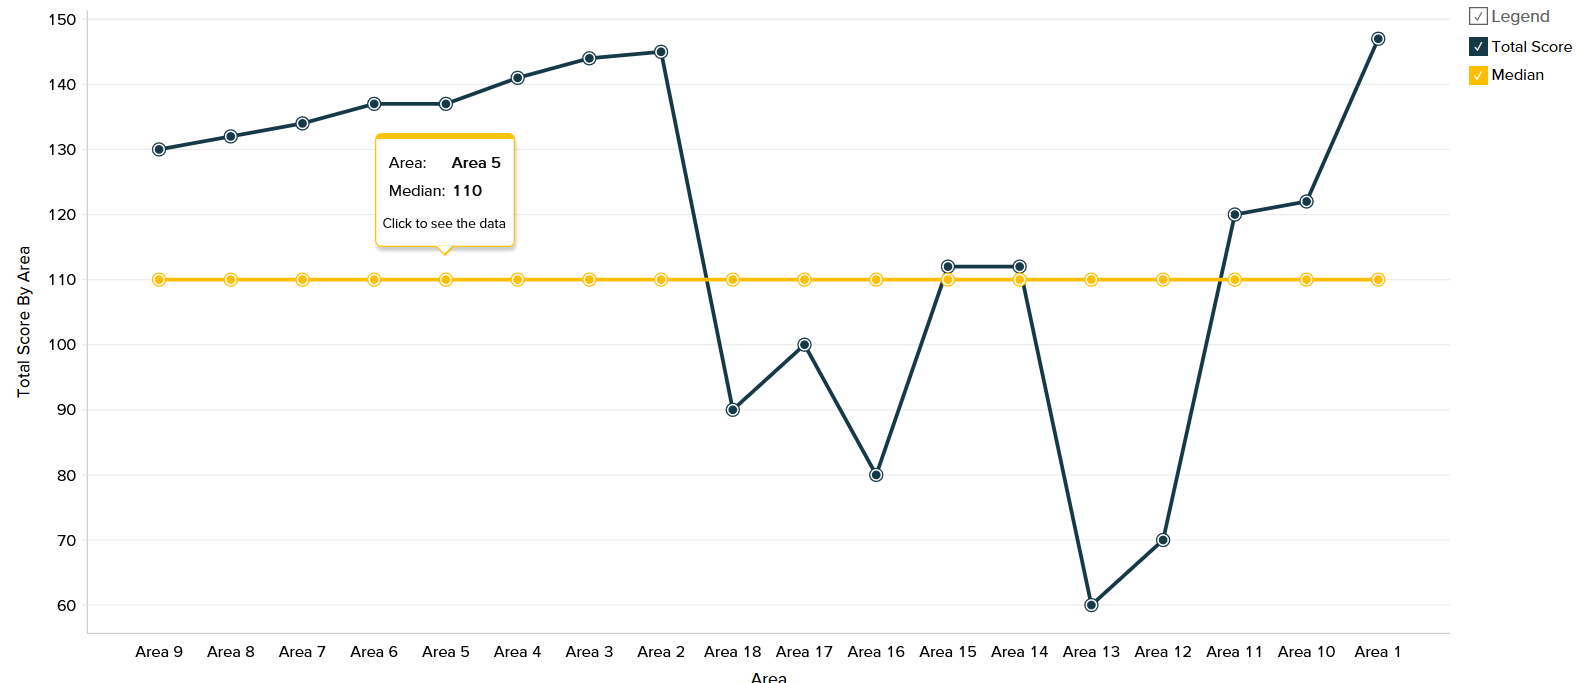 150
140
130
120
110
100
90
80
70
60
Total Score By Area
Area: Area 5
Median: 110
Click to see the data
Area 9 Area 8 Area 7 Area 6 Area 5 Area 4 Area 3 Area 2 Area 18 Area 17 Area 16 Area 15 Area 14 Area 13 Area 12 Area 11 Area 10 Area 1
Area
Legend
Total Score
Median